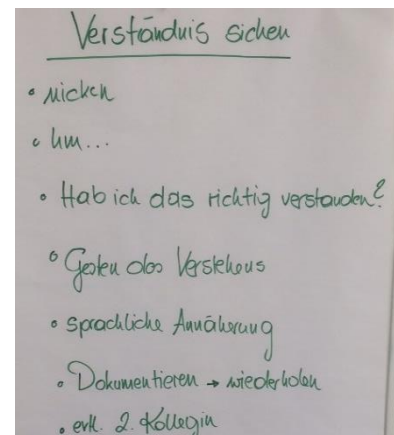 Verständnis sichern
• nicken
• hm...
• Hab ich das richtig verstanden?
• Gesten des Verstehens
• sprachliche Annäherung
• Dokumentieren → wiederholen
• evtl. 2. Kollegin